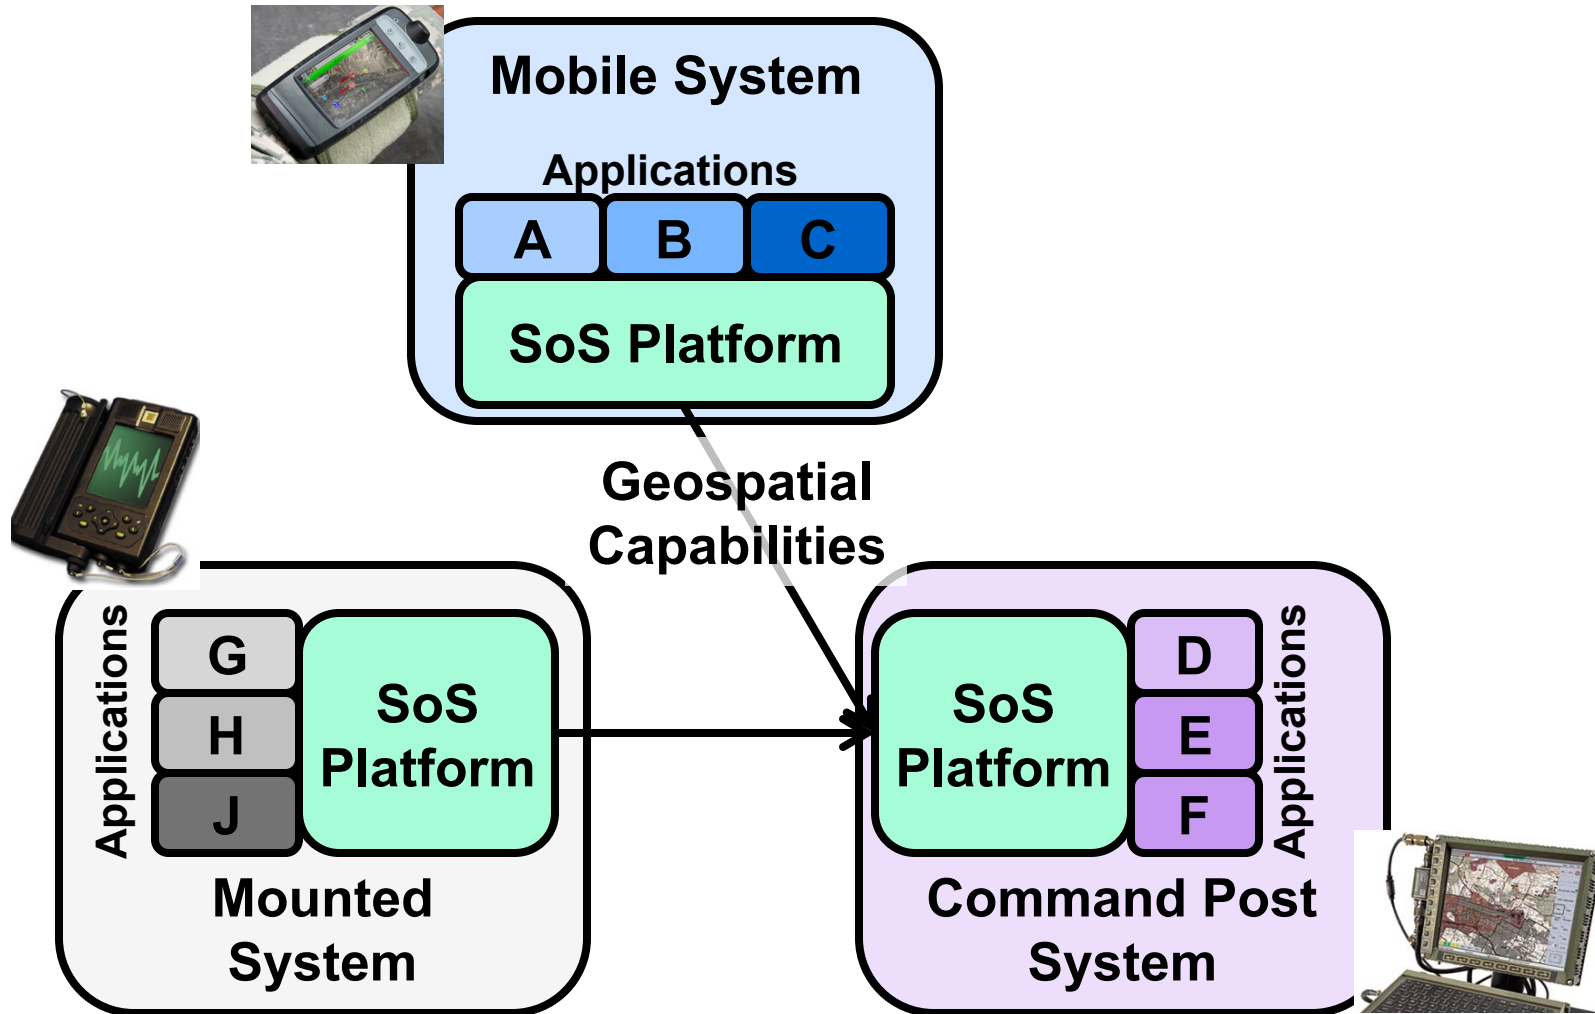 Mobile System
Applications
A
B
C
SoS Platform
Geospatial
Capabilities
Applications
G
H
J
SoS
Platform
Mounted
System
SoS
Platform
D
E
F
Applications
Command Post
System